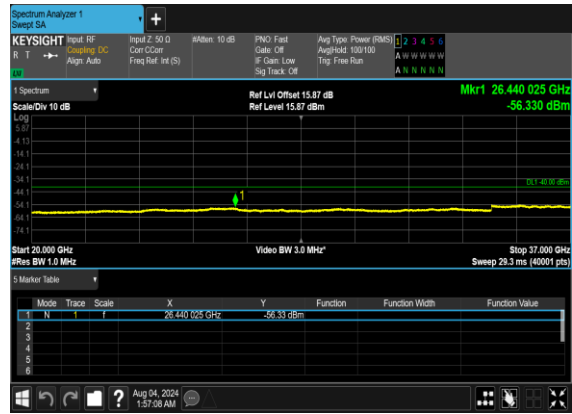 Spectrum Analyzer 1
Swept SA
KEYSIGHT Input: RF Input Z: 50 Ω #Atten: 10 dB PNO: Fast Avg Type: Power (RMS) 1 2 3 4 5 6
R T Coupling: DC Corr CCorr Gate: Off Avg|Hold: 100/100 A W W W W W
Align: Auto Freq Ref: Int (S) IF Gain: Low Trig: Free Run
LXI Sig Track: Off A N N N N N
1 Spectrum Ref Lvl Offset 15.87 dB Mkr1 26.440 025 GHz
Scale/Div 10 dB Ref Level 15.87 dBm -56.330 dBm
Log
5.87
-4.13
-14.1
-24.1
-34.1 DL1 -40.00 dBm
-44.1
-54.1 1
-64.1
-74.1
Start 20.000 GHz Video BW 3.0 MHz* Stop 37.000 GHz
#Res BW 1.0 MHz Sweep 29.3 ms (40001 pts)
5 Marker Table
Mode Trace Scale X Y Function Function Width Function Value
1 N 1 f 26.440 025 GHz -56.33 dBm
2
3
4
5
6
Aug 04, 2024
1:57:08 AM